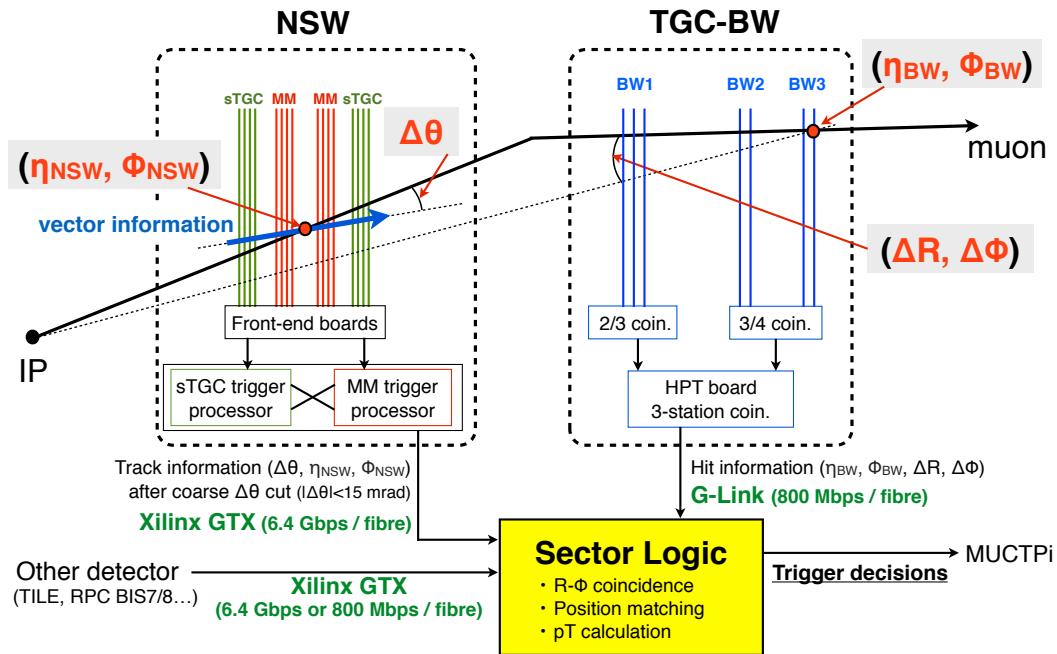 NSW
TGC-BW
sTGC MM MM sTGC
BW1 BW2 BW3
(ηBW, ΦBW)
Δθ
muon
(ηNSW, ΦNSW)
vector information
(ΔR, ΔΦ)
IP
Front-end boards
2/3 coin.
3/4 coin.
sTGC trigger
processor
MM trigger
processor
HPT board
3-station coin.
Track information (Δθ, ηNSW, ΦNSW)
after coarse Δθ cut (|Δθ|<15 mrad)
Xilinx GTX (6.4 Gbps / fibre)
Hit information (ηBW, ΦBW, ΔR, ΔΦ)
G-Link (800 Mbps / fibre)
Other detector
(TILE, RPC BIS7/8…)
Xilinx GTX
(6.4 Gbps or 800 Mbps / fibre)
Sector Logic
・R-Φ coincidence
・Position matching
・pT calculation
Trigger decisions
MUCTPi